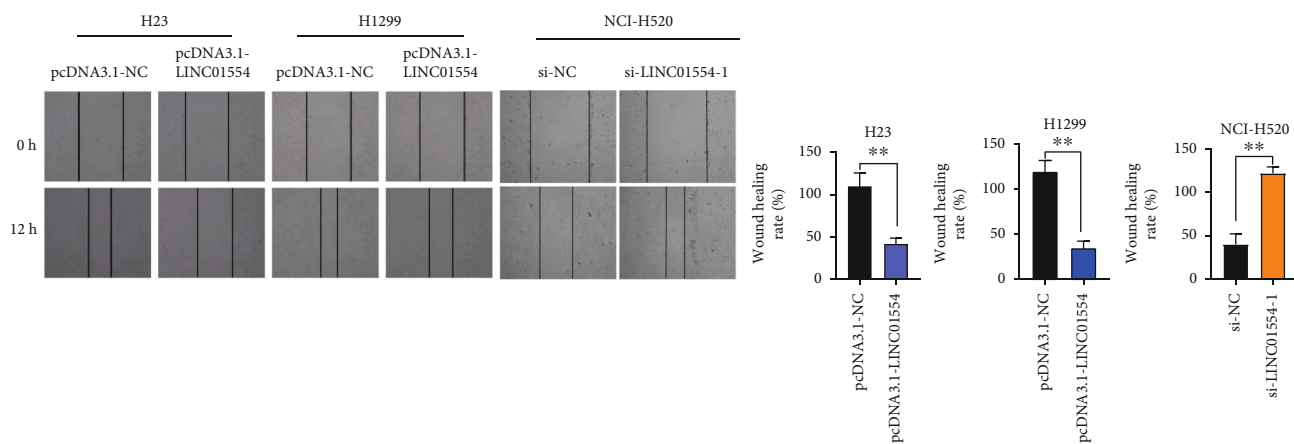 H23
H1299
NCI-H520
pcDNA3.1-NC
pcDNA3.1-
LINC01554
pcDNA3.1-NC
pcDNA3.1-
LINC01554
si-NC
si-LINC01554-1
0 h
12 h
H23
**
Wound healing
rate (%)
150
100
50
0
pcDNA3.1-NC
pcDNA3.1-LINC01554
H1299
**
Wound healing
rate (%)
150
100
50
0
pcDNA3.1-NC
pcDNA3.1-LINC01554
NCI-H520
**
Wound healing
rate (%)
150
100
50
0
si-NC
si-LINC01554-1